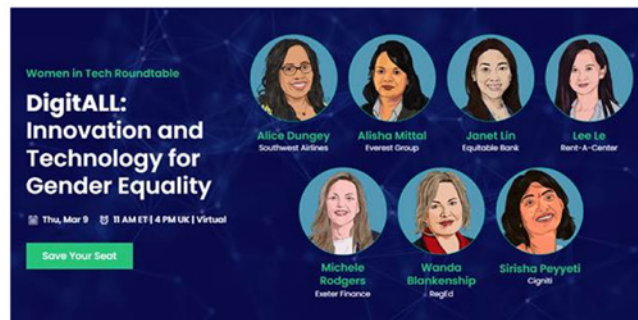 Women in Tech Roundtable
DigitALL:
Innovation and
Technology for
Gender Equality
Thu, Mar 9 11 AM ET | 4 PM UK | Virtual
Save Your Seat
Alice Dungey
Southwest Airlines
Alisha Mittal
Everest Group
Janet Lin
Equitable Bank
Lee Le
Rent-A-Center
Michele
Rodgers
Exeter Finance
Wanda
Blankenship
RegEd
Sirisha Peyyeti
Cigniti